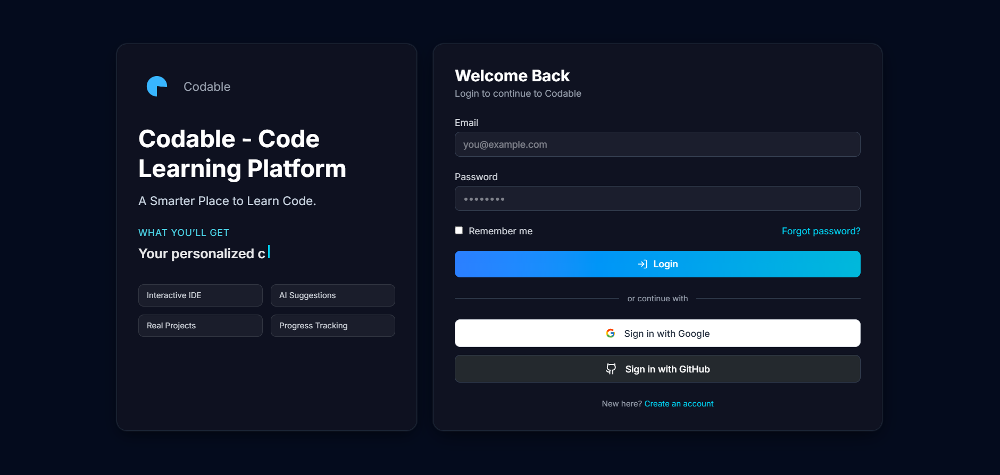 Codable
Codable - Code
Learning Platform
A Smarter Place to Learn Code.
WHAT YOU’LL GET
Your personalized c
Interactive IDE
AI Suggestions
Real Projects
Progress Tracking
Welcome Back
Login to continue to Codable
Email
you@example.com
Password
••••••••
Remember me
Forgot password?
Login
or continue with
Sign in with Google
Sign in with GitHub
New here? Create an account